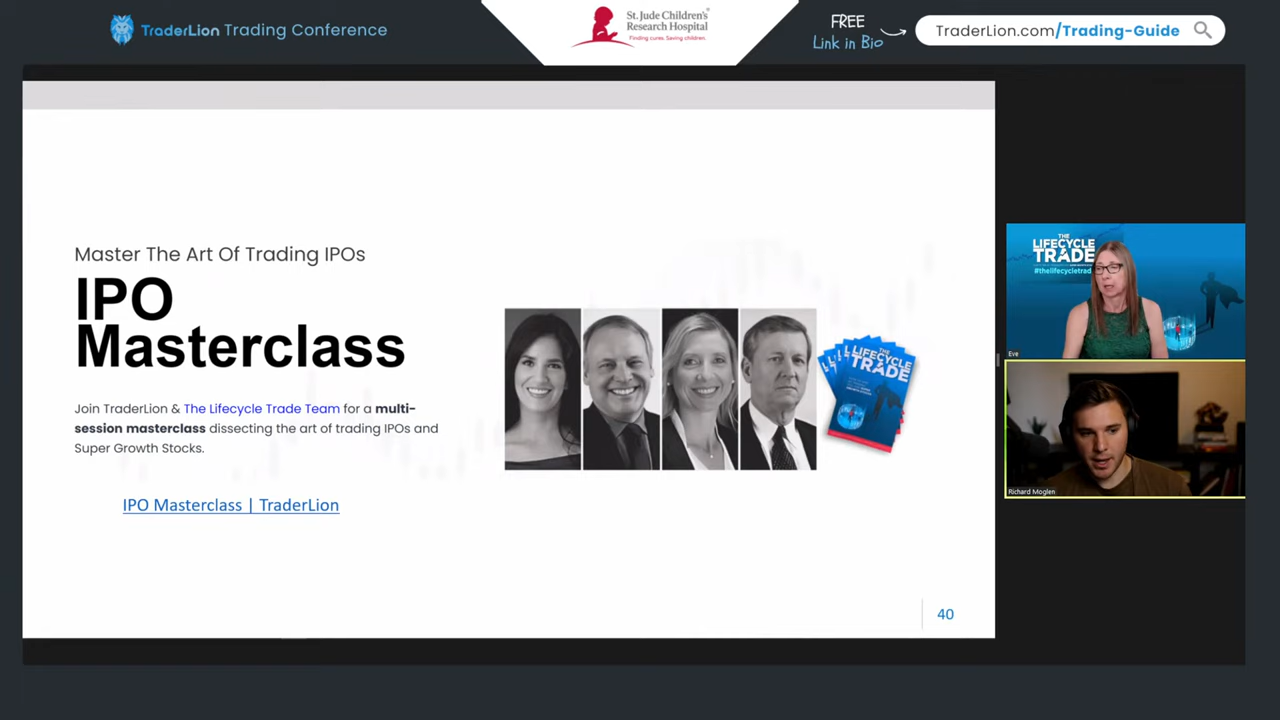 TraderLion Trading Conference
St. Jude Children's
Research Hospital
Finding cures. Saving children.
FREE
Link in Bio
TraderLion.com/Trading-Guide
Master The Art Of Trading IPOs
IPO
Masterclass
Join TraderLion & The Lifecycle Trade Team for a multi-
session masterclass dissecting the art of trading IPOs and
Super Growth Stocks.
IPO Masterclass | TraderLion
THE
LIFECYCLE
TRADE
40
THE
LIFECYCLE
TRADE
#thelifecycletrad
Eve
Richard Moglen